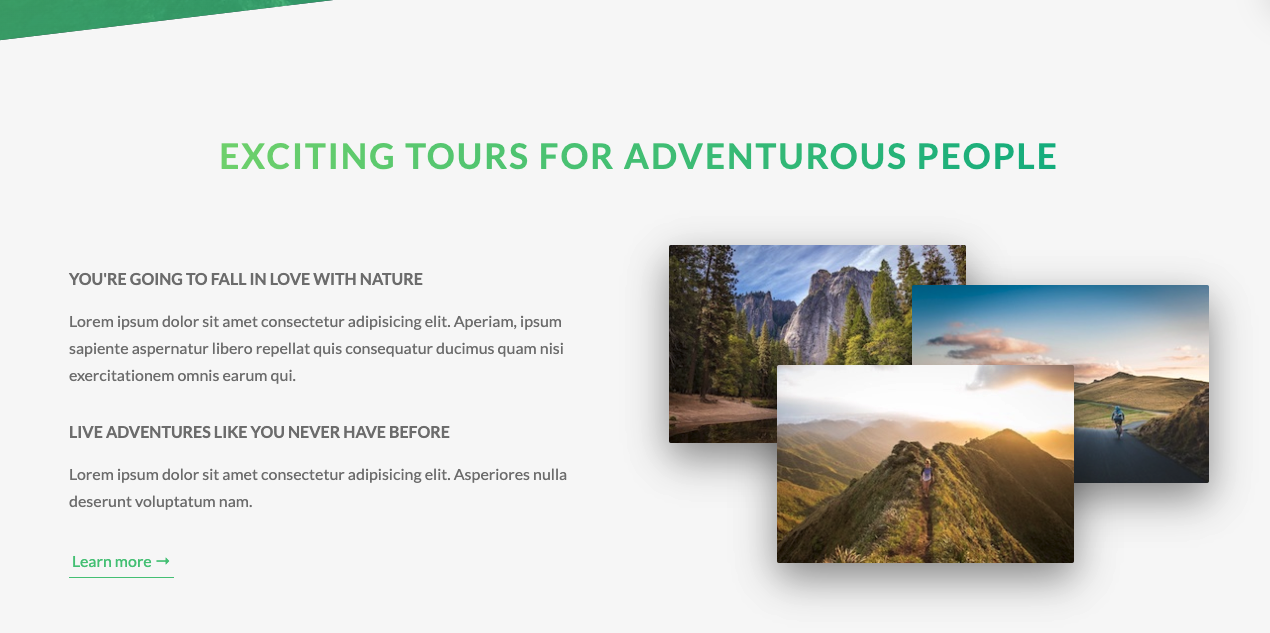 EXCITING TOURS FOR ADVENTUROUS PEOPLE
YOU'RE GOING TO FALL IN LOVE WITH NATURE
Lorem ipsum dolor sit amet consectetur adipisicing elit. Aperiam, ipsum
sapiente aspernatur libero repellat quis consequatur ducimus quam nisi
exercitationem omnis earum qui.
LIVE ADVENTURES LIKE YOU NEVER HAVE BEFORE
Lorem ipsum dolor sit amet consectetur adipisicing elit. Asperiores nulla
deserunt voluptatum nam.
Learn more →